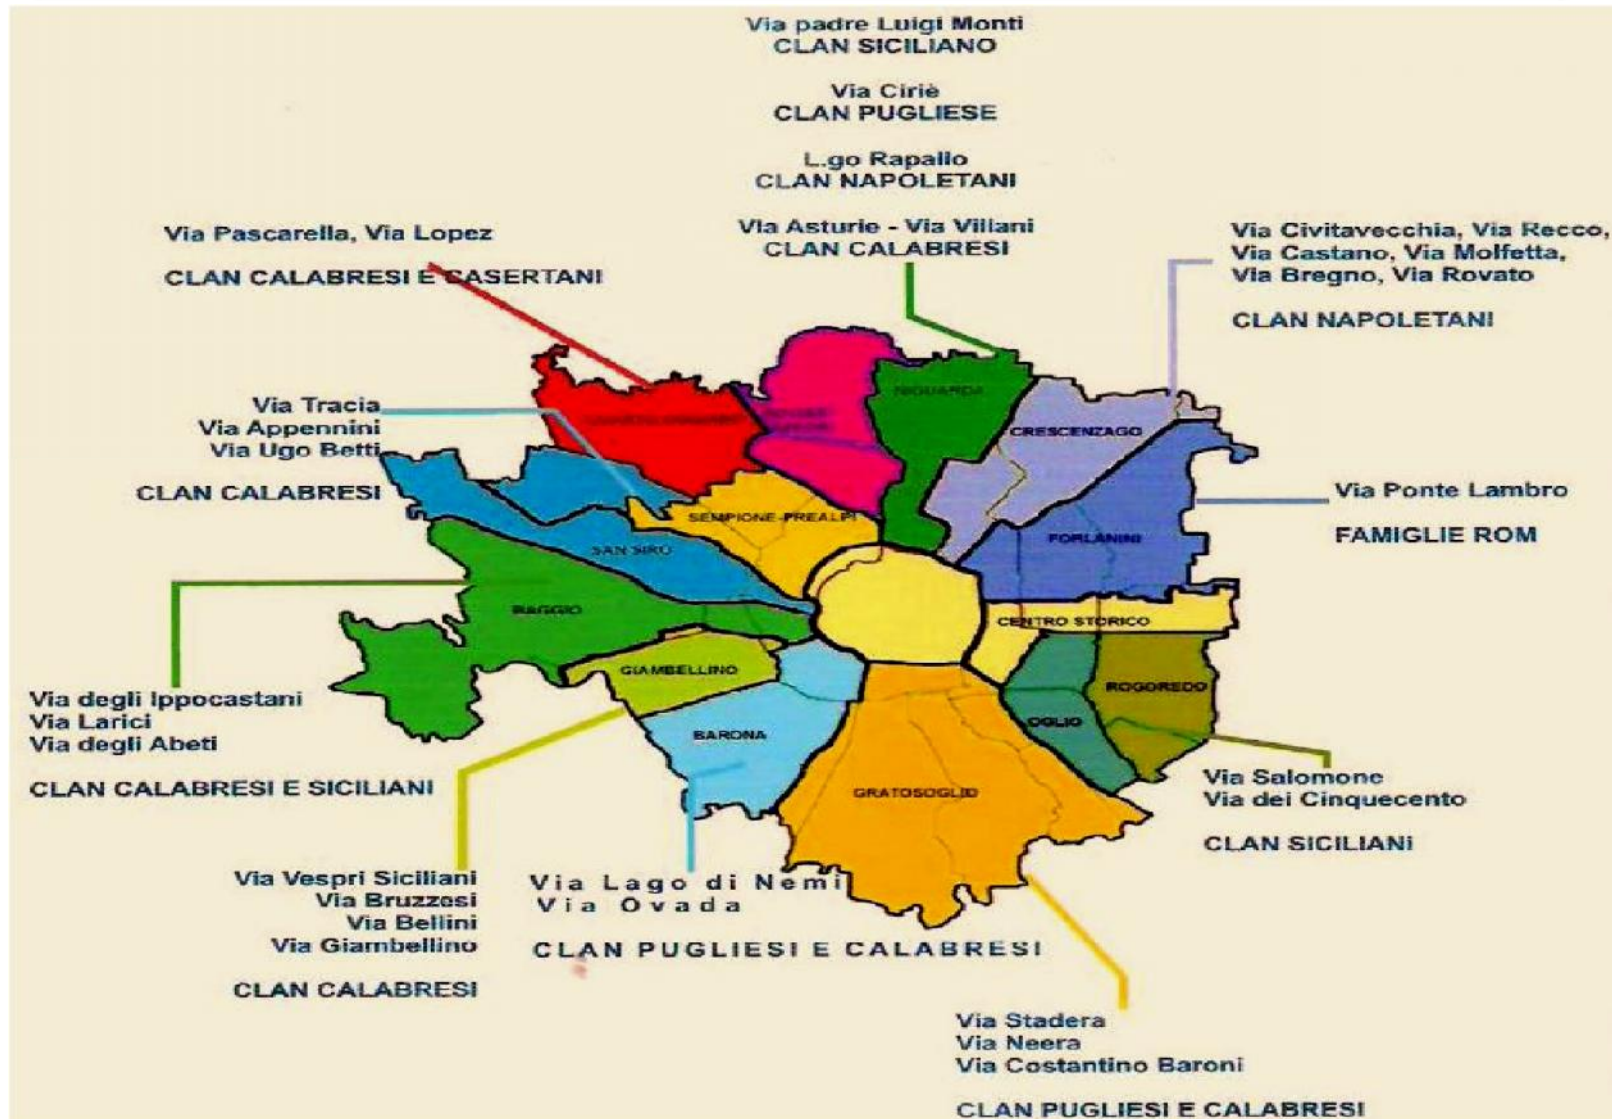 Via padre Luigi Monti
CLAN SICILIANO
Via Ciriè
CLAN PUGLIESE
L.go Rapallo
CLAN NAPOLETANI
Via Asturie - Via Villani
CLAN CALABRESI
Via Pascarella, Via Lopez
CLAN CALABRESI E CASERTANI
Via Civitavecchia, Via Recco,
Via Castano, Via Molfetta,
Via Bregno, Via Rovato
CLAN NAPOLETANI
Via Tracia
Via Appennini
Via Ugo Betti
CLAN CALABRESI
NIGUARDA
CRESCENZAGO
Via Ponte Lambro
FAMIGLIE ROM
SEMPIONE-PREALPI
FORLANINI
SAN SIRO
BAGGIO
CENTRO STORICO
GIAMBELLINO
ROGOREDO
OGLIO
BARONA
GRATOSOGLIO
Via degli Ippocastani
Via Larici
Via degli Abeti
CLAN CALABRESI E SICILIANI
Via Salomone
Via dei Cinquecento
CLAN SICILIANI
Via Vespri Siciliani
Via Bruzzesi
Via Bellini
Via Giambellino
CLAN CALABRESI
Via Lago di Nemi
Via Ovada
CLAN PUGLIESI E CALABRESI
Via Stadera
Via Neera
Via Costantino Baroni
CLAN PUGLIESI E CALABRESI